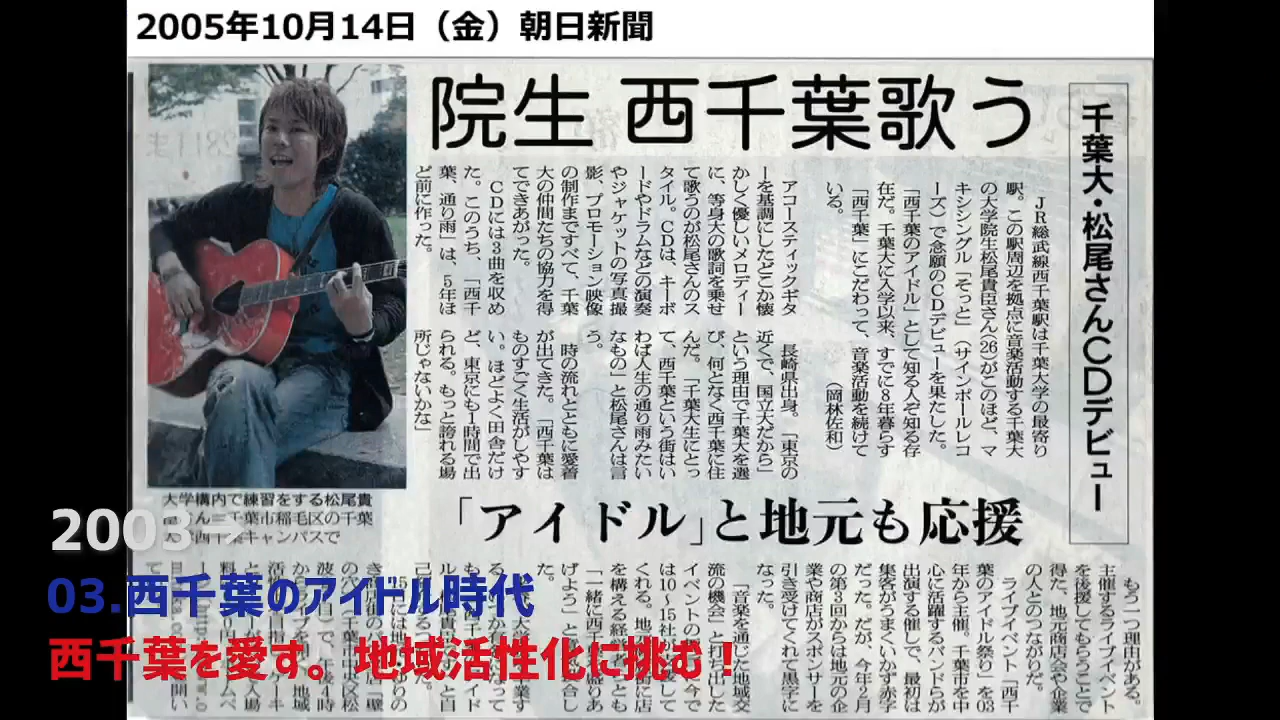 2005年10月14日（金）朝日新聞
院生 西千葉歌う
千葉大・松尾さんCDデビュー
ＪＲ総武線西千葉駅は千葉大学の最寄り
駅。この駅周辺を拠点に音楽活動する千葉大
の大学院生松尾貴臣さん(26)がこのほど、マ
キシシングル「そっと」（サインポールレコ
ーズ）で念願のＣＤデビューを果たした。
「西千葉のアイドル」として知る人ぞ知る存
在だ。千葉大に入学以来、すでに８年暮らす
「西千葉」にこだわって、音楽活動を続けて
いる。
（岡林佐和）
アコースティックギタ
ーを基調にしたどこか懐
かしく優しいメロディー
に、等身大の歌詞を乗せ
て歌うのが松尾さんのス
タイル。ＣＤは、キーボ
ードやドラムなどの演奏
やジャケットの写真撮
影、プロモーション映像
の制作まですべて、千葉
大の仲間たちの協力を得
てできあがった。
ＣＤには３曲を収め
た。このうち、「西千
葉、通り雨」は、５年ほ
ど前に作った。
長崎県出身。「東京の
近くで、国立大だから」
という理由で千葉大を選
び、何となく西千葉に住
んだ。「千葉大生にとっ
て、西千葉という街はい
わば人生の通り雨みたい
なもの」と松尾さんは言
う。
時の流れとともに愛着
が出てきた。「西千葉は
ものすごく生活がしやす
い。ほどよく田舎だけ
ど、東京にも１時間で出
られる。もっと誇れる場
所じゃないかな」
大学構内で練習をする松尾貴
「アイドル」と地元も応援
もう一つ理由がある。
主催するライブイベント
を後援してもらうことで
得た、地元商店会や企業
の人とのつながりだ。
ライブイベント「西千
葉のアイドル祭り」を03
年から主催。千葉市を中
心に活躍するバンドらが
出演する催しで、最初は
集客がうまくいかず赤字
だった。だが、今年２月
の第３回からは地元の企
業や商店がスポンサーを
引き受けてくれて黒字に
なった。
「音楽を通じた地域交
流の機会」と打ち出した
2003
03.西千葉のアイドル時代
西千葉を愛す。地域活性化に挑む！